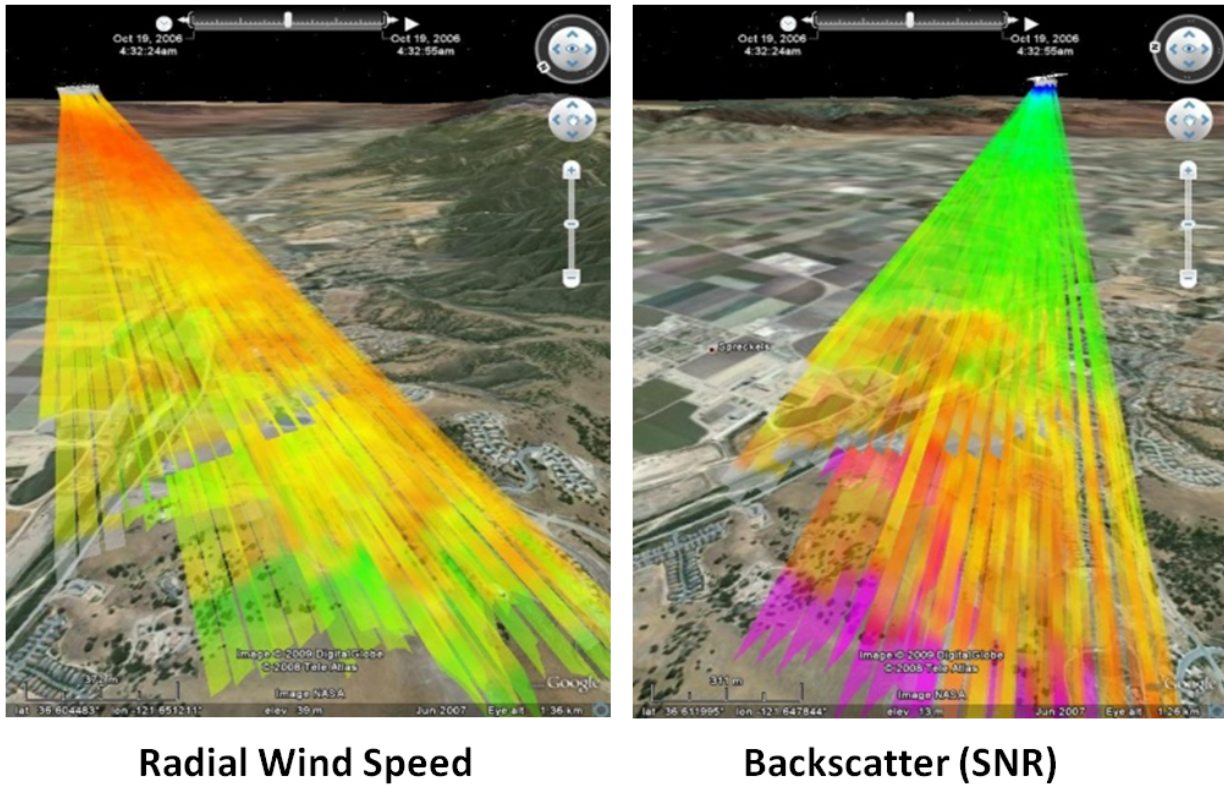 Oct 19, 2006
4:32:24am
Oct 19, 2006
4:32:55am
Image © 2009 DigitalGlobe
© 2008 Tele Atlas
Image NASA
Google
lat 36.604483° lon -121.651211° elev 39 m Jun 2007 Eye alt 1.36 km
Radial Wind Speed
Oct 19, 2006
4:32:24am
Oct 19, 2006
4:32:55am
Spreckels
Image © 2009 DigitalGlobe
© 2008 Tele Atlas
311 m
Image NASA
Google
lat 36.611995° lon -121.647844° elev 13 m Jun 2007 Eye alt 1.26 km
Backscatter (SNR)